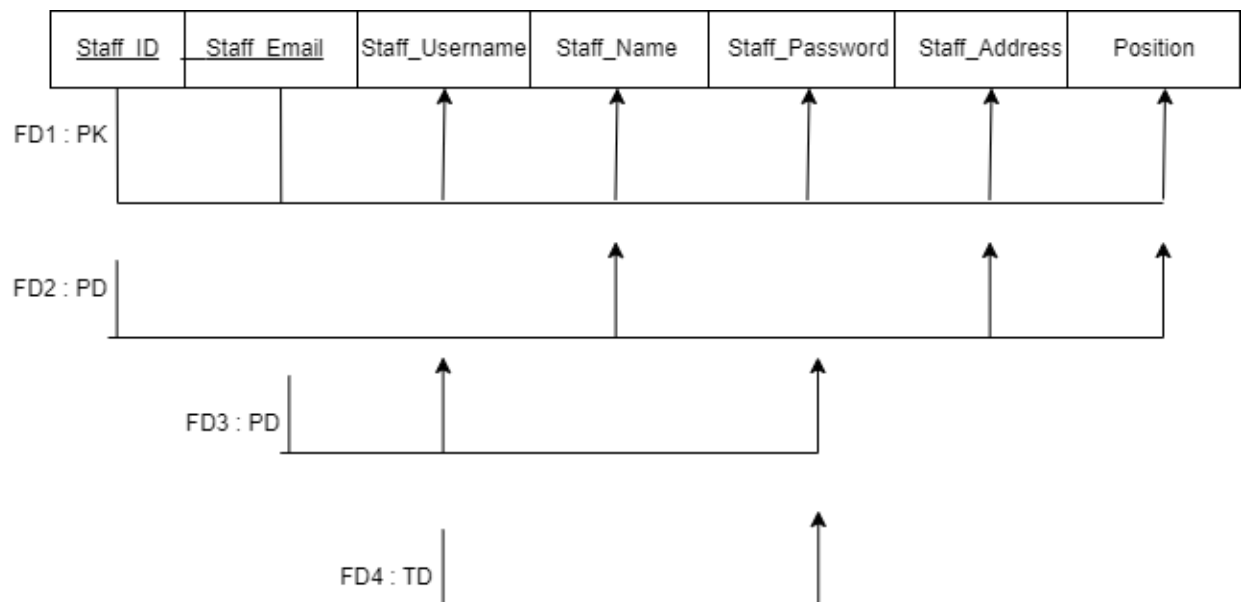 Staff_ID Staff_Email Staff_Username Staff_Name Staff_Password Staff_Address Position
FD1 : PK
FD2 : PD
FD3 : PD
FD4 : TD